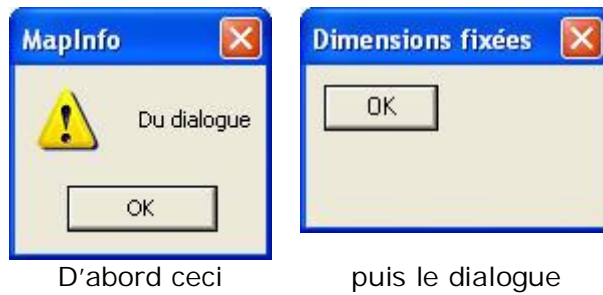 MapInfo
Du dialogue
OK
D'abord ceci
Dimensions fixées
OK
puis le dialogue